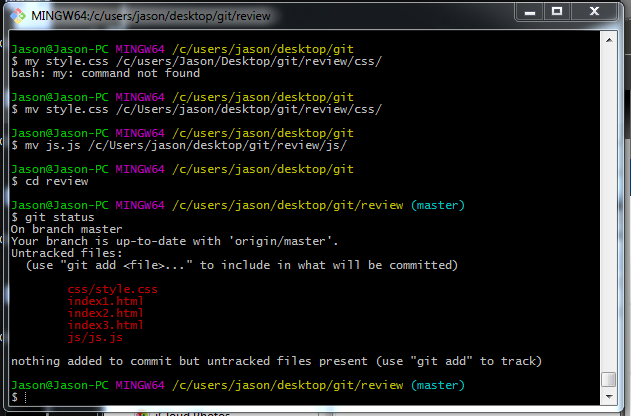 MINGW64:/c/users/jason/desktop/git/review
Jason@Jason-PC MINGW64 /c/users/jason/desktop/git
$ my style.css /c/users/Jason/Desktop/git/review/css/
bash: my: command not found
Jason@Jason-PC MINGW64 /c/users/jason/desktop/git
$ mv style.css /c/Users/jason/desktop/git/review/css/
Jason@Jason-PC MINGW64 /c/users/jason/desktop/git
$ mv js.js /c/Users/jason/desktop/git/review/js/
Jason@Jason-PC MINGW64 /c/users/jason/desktop/git
$ cd review
Jason@Jason-PC MINGW64 /c/users/jason/desktop/git/review (master)
$ git status
On branch master
Your branch is up-to-date with 'origin/master'.
Untracked files:
(use "git add <file>..." to include in what will be committed)
css/style.css
index1.html
index2.html
index3.html
js/js.js
nothing added to commit but untracked files present (use "git add" to track)
Jason@Jason-PC MINGW64 /c/users/jason/desktop/git/review (master)
$
iCloud Photos